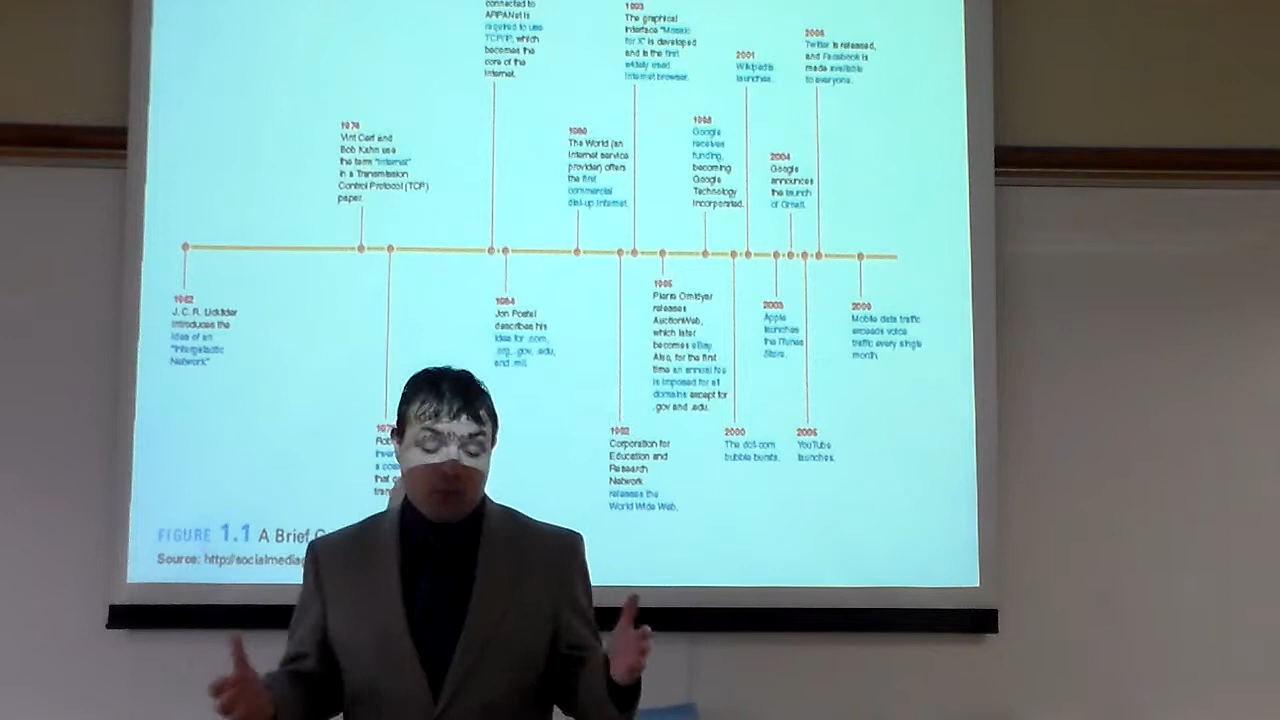 connected to
ARPANet is
required to use
TCP/IP, which
becomes the
core of the
Internet.
1993
The graphical
interface "Mosaic
for X" is developed
and is the first
widely used
Internet browser.
2001
Wikipedia
launches.
2006
Twitter is released,
and Facebook is
made available
to everyone.
1974
Vint Cerf and
Bob Kahn use
the term "Internet"
in a Transmission
Control Protocol (TCP)
paper.
The World (an
Internet service
provider) offers
the first
commercial
dial-up Internet.
1998
Google
receives
funding,
becoming
Google
Technology
Incorporated.
2004
Google
announces
the launch
of Gmail.
1962
J. C. R. Licklider
introduces the
idea of an
"Intergalactic
Network."
1984
Jon Postel
describes his
idea for .com,
.org, .gov, .edu,
and .mil.
1995
Pierre Omidyar
releases
AuctionWeb,
which later
becomes eBay.
Also, for the first
time an annual fee
is imposed for all
domains except for
.gov and .edu.
2003
Apple
launches
the iTunes
Store.
2009
Mobile data traffic
exceeds voice
traffic every single
month.
1992
Corporation for
Education and
Research
Network
releases the
World Wide Web.
2000
The dot-com
bubble bursts.
2005
YouTube
launches.
FIGURE 1.1 A Brief
Source: http://socialmedia